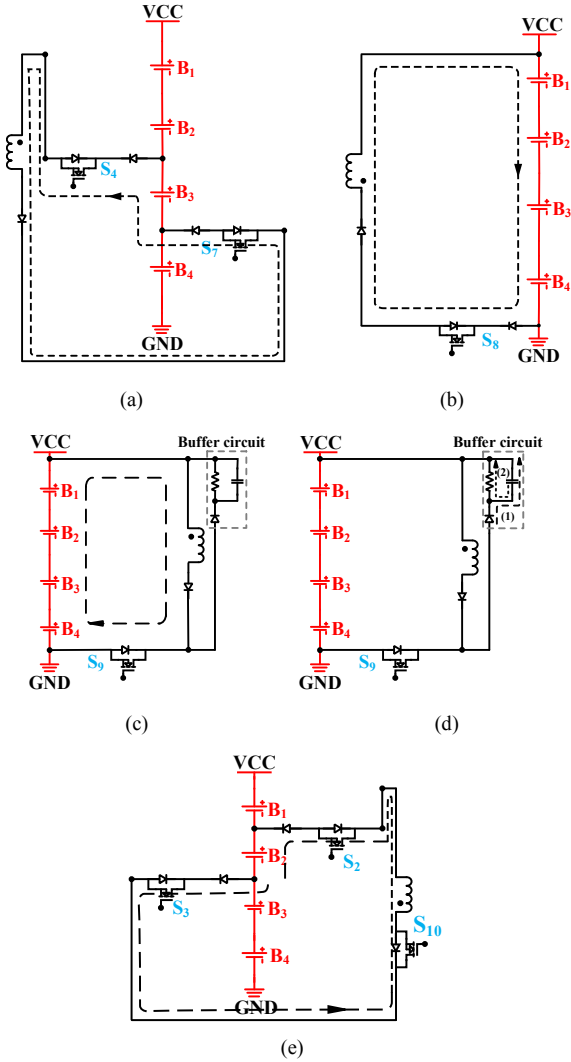 VCC
B1
B2
S4
B3
S7
B4
GND
(a)
VCC
B1
B2
B3
B4
S8
GND
(b)
VCC
Buffer circuit
B1
B2
B3
B4
S9
GND
(c)
VCC
Buffer circuit
(2)
(1)
B1
B2
B3
B4
S9
GND
(d)
VCC
B1
B2
S2
S3
B3
S10
B4
GND
(e)